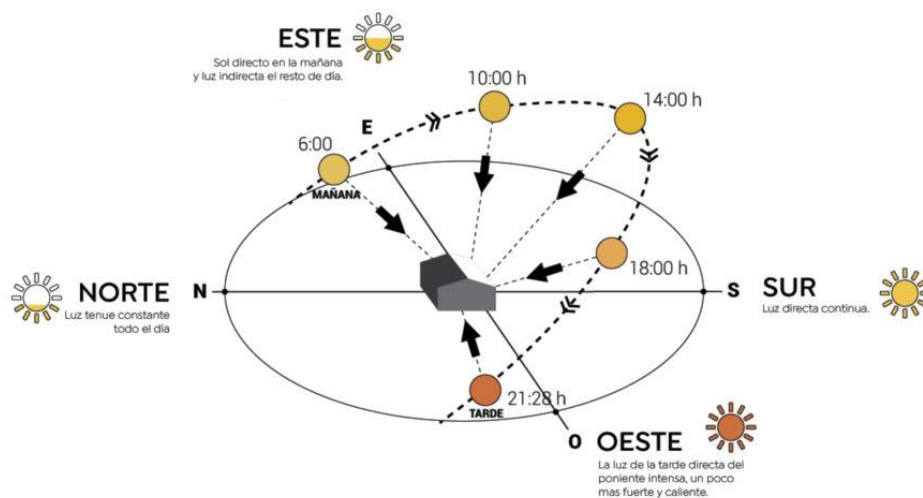 ESTE
Sol directo en la mañana
y luz indirecta el resto de día.
10:00 h
14:00 h
E
6:00
MAÑANA
18:00 h
NORTE
Luz tenue constante
todo el día
N
S
SUR
Luz directa continua.
21:28 h
TARDE
O
OESTE
La luz de la tarde directa del
poniente intensa, un poco
mas fuerte y caliente.